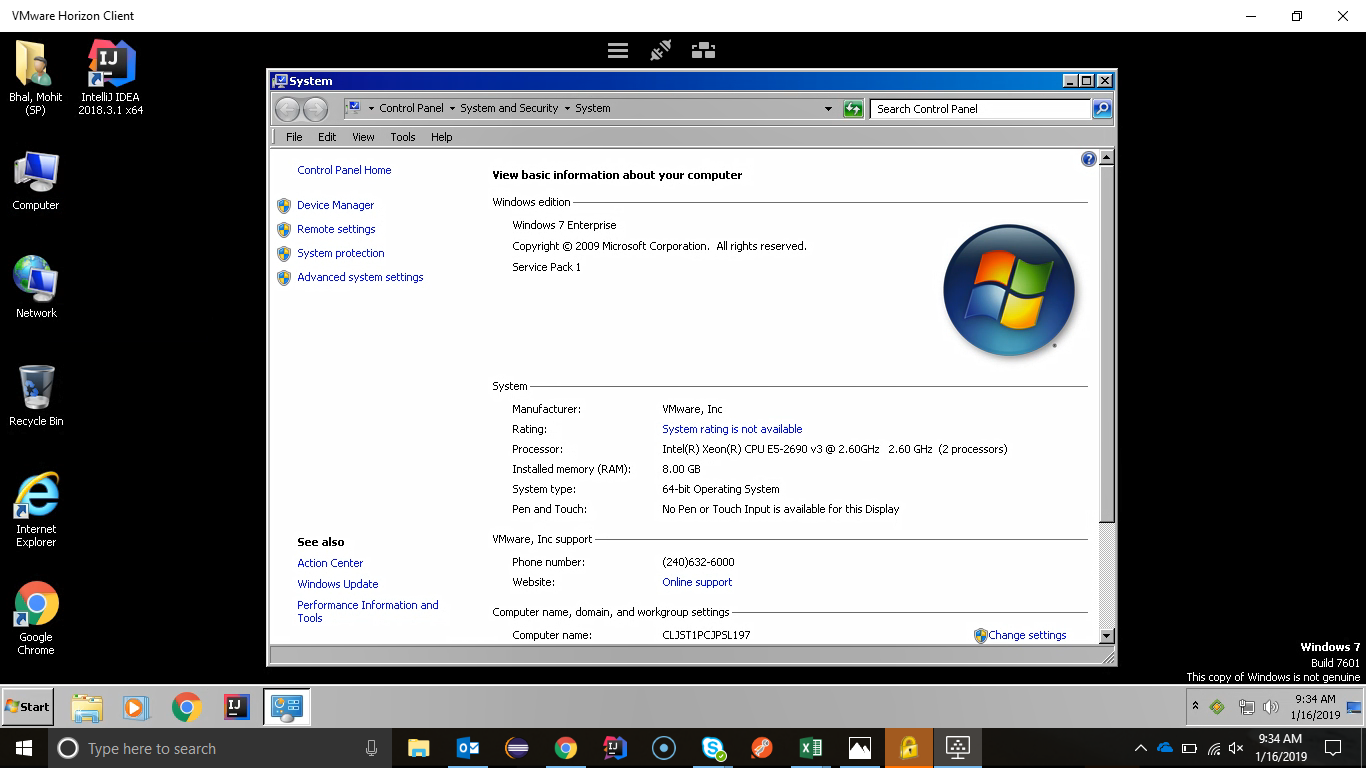 VMware Horizon Client
Bhal, Mohit
(SP)
IntelliJ IDEA
2018.3.1 x64
Computer
Network
Recycle Bin
Internet
Explorer
Google
Chrome
System
Control Panel System and Security System
Search Control Panel
File Edit View Tools Help
Control Panel Home
Device Manager
Remote settings
System protection
Advanced system settings
See also
Action Center
Windows Update
Performance Information and
Tools
View basic information about your computer
Windows edition
Windows 7 Enterprise
Copyright © 2009 Microsoft Corporation. All rights reserved.
Service Pack 1
System
Manufacturer: VMware, Inc
Rating: System rating is not available
Processor: Intel(R) Xeon(R) CPU E5-2690 v3 @ 2.60GHz 2.60 GHz (2 processors)
Installed memory (RAM): 8.00 GB
System type: 64-bit Operating System
Pen and Touch: No Pen or Touch Input is available for this Display
VMware, Inc support
Phone number: (240)632-6000
Website: Online support
Computer name, domain, and workgroup settings
Computer name: CLJST1PCJPSL197 Change settings
Windows 7
Build 7601
This copy of Windows is not genuine
Start
9:34 AM
1/16/2019
Type here to search
9:34 AM
1/16/2019